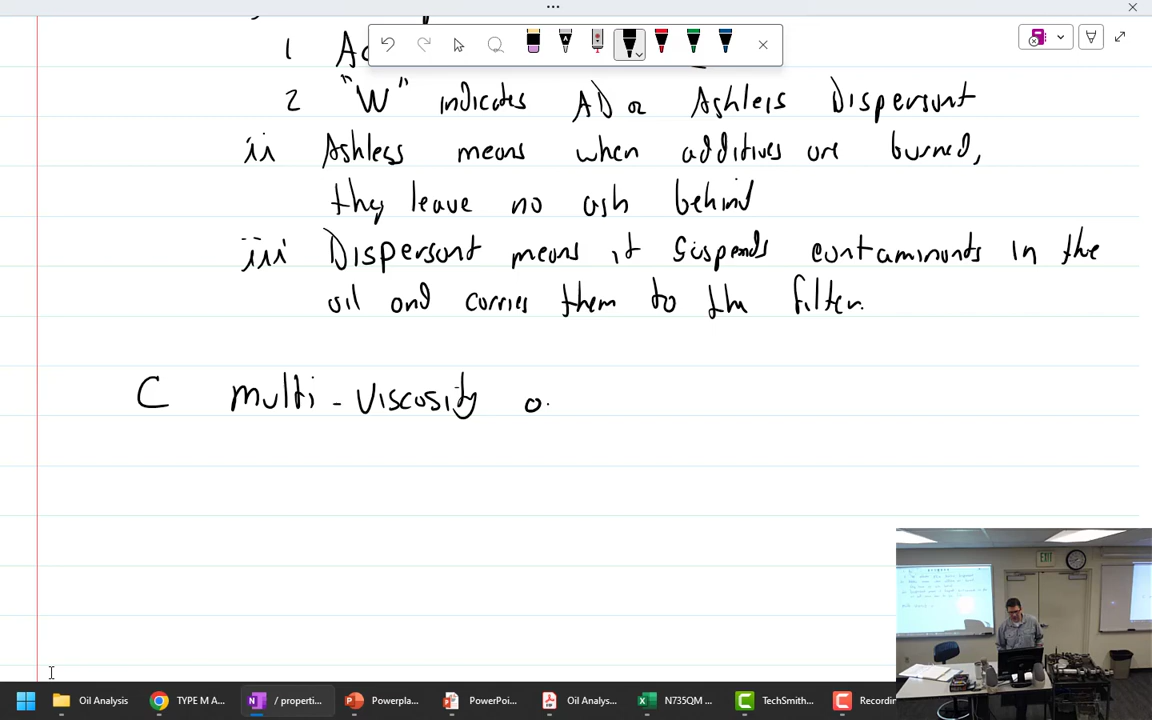 1 Ad
2 "W" indicates AD or Ashless Dispersant
ii Ashless means when additives are burned,
they leave no ash behind
iii Dispersant means it suspends contaminants in the
oil and carries them to the filter.
C Multi-Viscosity o
Oil Analysis
TYPE M A...
/ properti...
Powerpla...
PowerPoi...
Oil Analys...
N735QM ...
TechSmith...
Recordin
EXIT